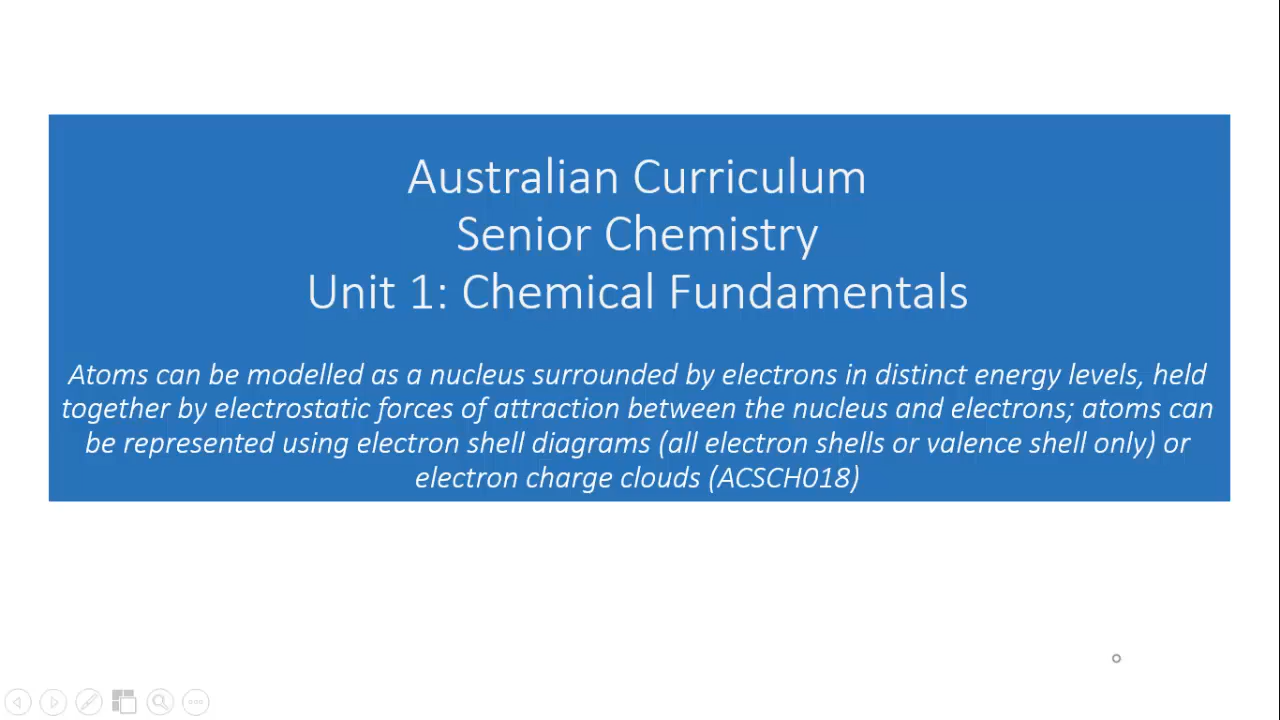 Australian Curriculum
Senior Chemistry
Unit 1: Chemical Fundamentals
Atoms can be modelled as a nucleus surrounded by electrons in distinct energy levels, held
together by electrostatic forces of attraction between the nucleus and electrons; atoms can
be represented using electron shell diagrams (all electron shells or valence shell only) or
electron charge clouds (ACSCH018)